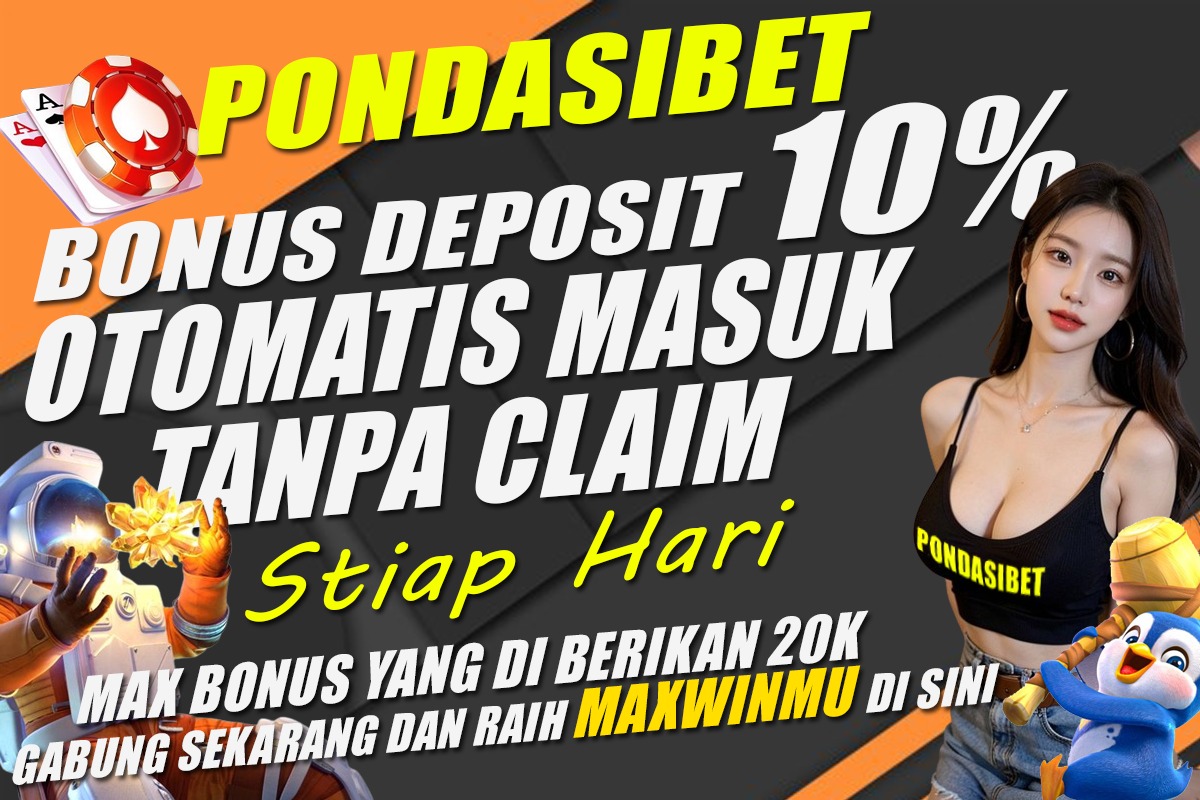 PONDASIBET
BONUS DEPOSIT 10%
OTOMATIS MASUK
TANPA CLAIM
Stiap Hari
MAX BONUS YANG DI BERIKAN 20K
GABUNG SEKARANG DAN RAIH MAXWINMU DI SINI
PONDASIBET
A
A